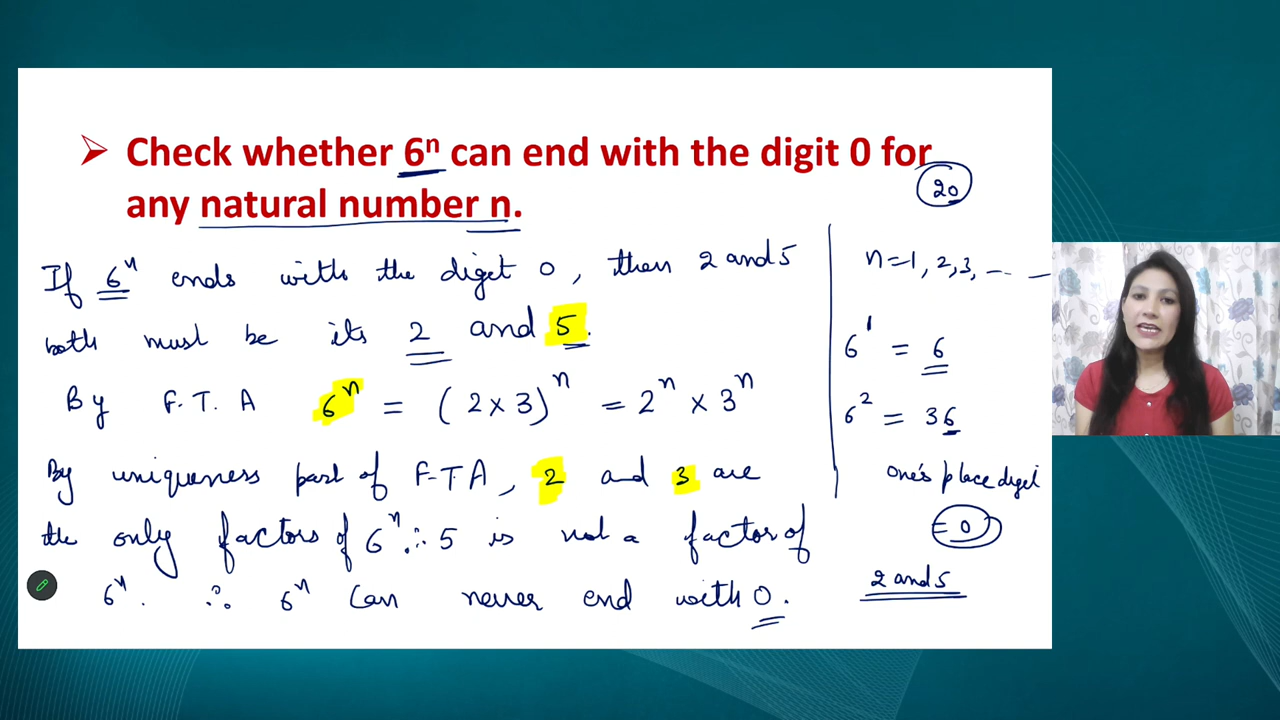 ➢ Check whether 6ⁿ can end with the digit 0 for
any natural number n.
20
If 6ⁿ ends with the diget 0, then 2 and 5
both must be its 2 and 5.
By F.T.A 6ⁿ = (2×3)ⁿ = 2ⁿ × 3ⁿ
By uniqueness part of F.T.A, 2 and 3 are
the only factors of 6ⁿ ∴ 5 is not a factor of
6ⁿ. ∴ 6ⁿ can never end with 0.
n=1, 2, 3, -- -
6¹ = 6
6² = 36
one's place diget
= 0
2 and 5